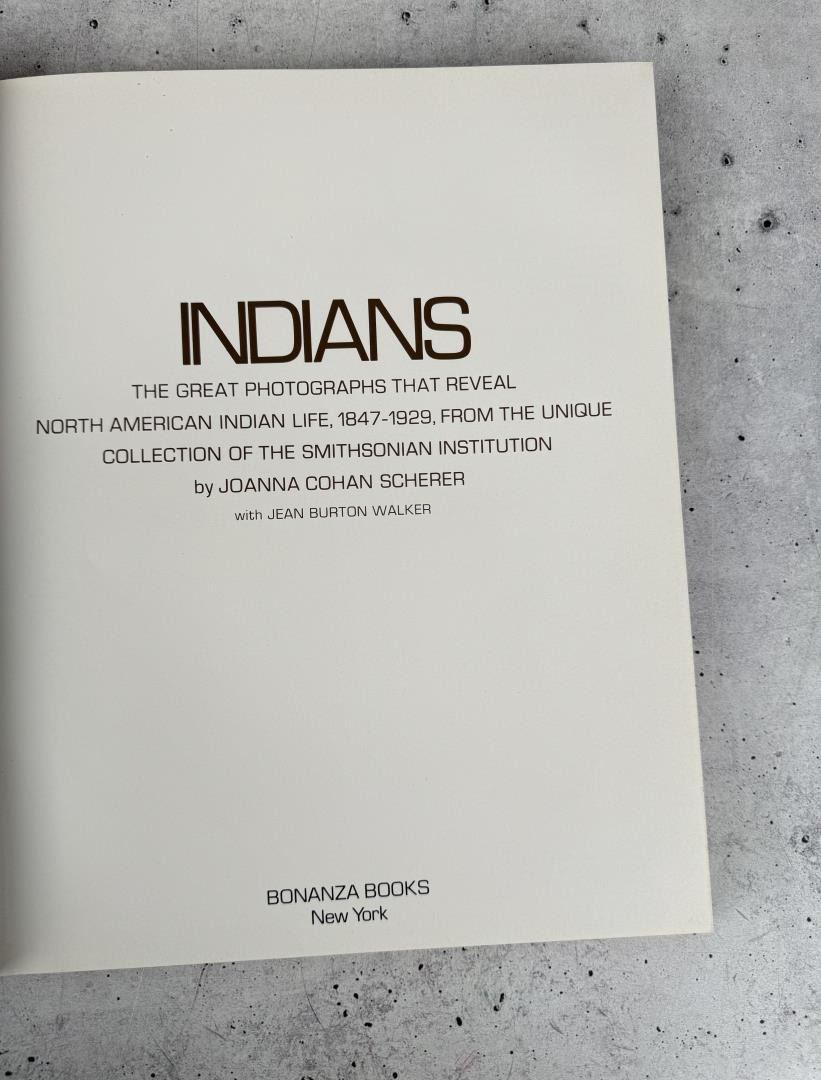 INDIANS
THE GREAT PHOTOGRAPHS THAT REVEAL
NORTH AMERICAN INDIAN LIFE, 1847-1929, FROM THE UNIQUE
COLLECTION OF THE SMITHSONIAN INSTITUTION
by JOANNA COHAN SCHERER
with JEAN BURTON WALKER
BONANZA BOOKS
New York